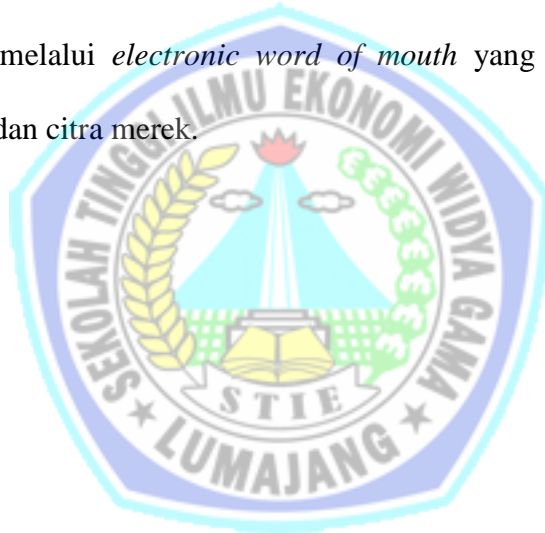 melalui electronic word of mouth yang
dan citra merek.
SEKOLAH TINGGI ILMU EKONOMI WIDYA GAMA
STIE
LUMAJANG